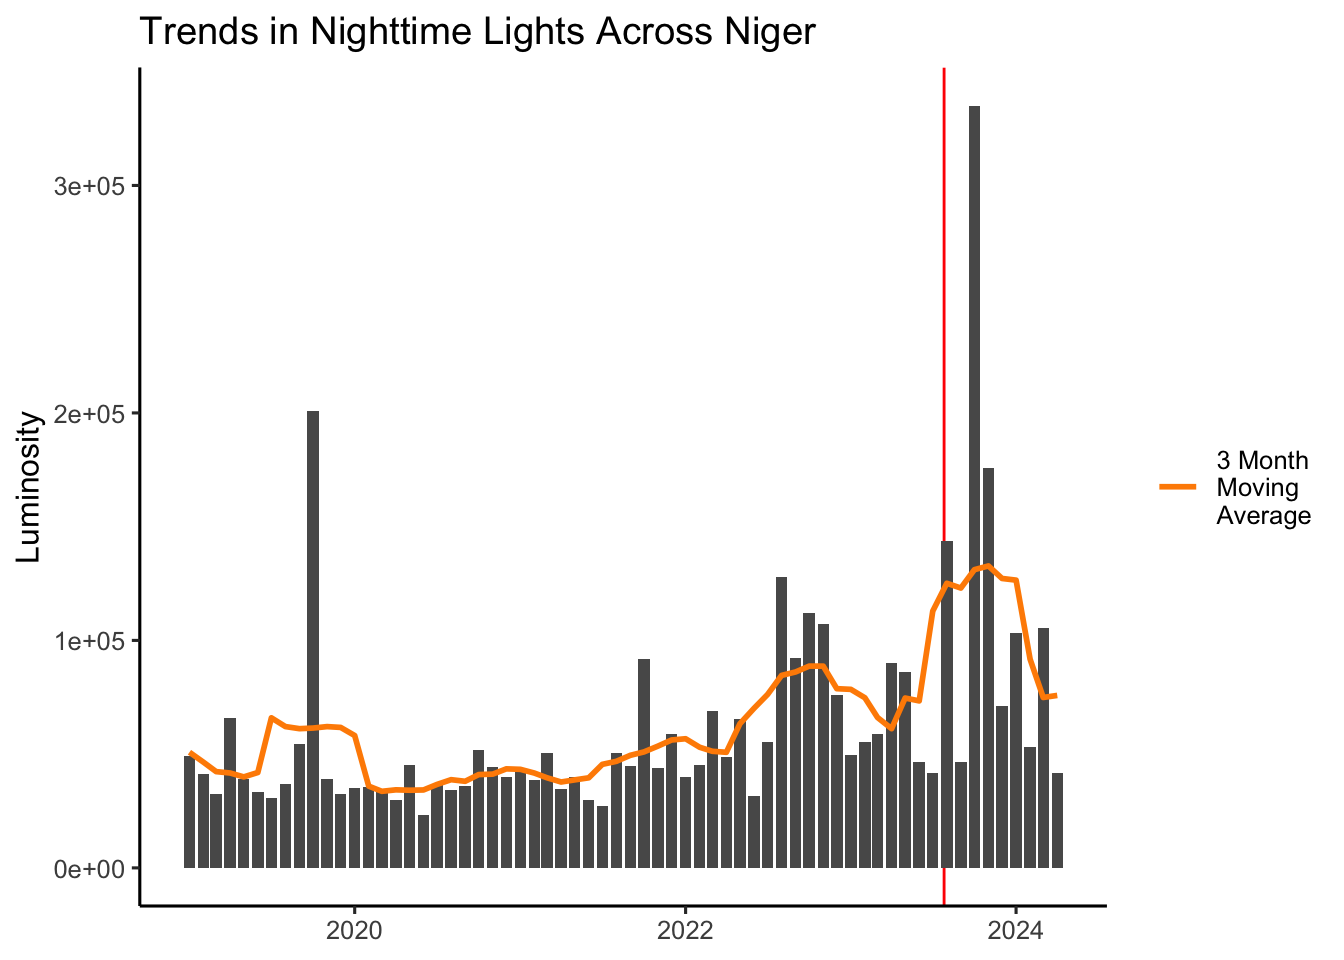 Trends in Nighttime Lights Across Niger
3e+05
2e+05
1e+05
0e+00
Luminosity
2020
2022
2024
3 Month
Moving
Average